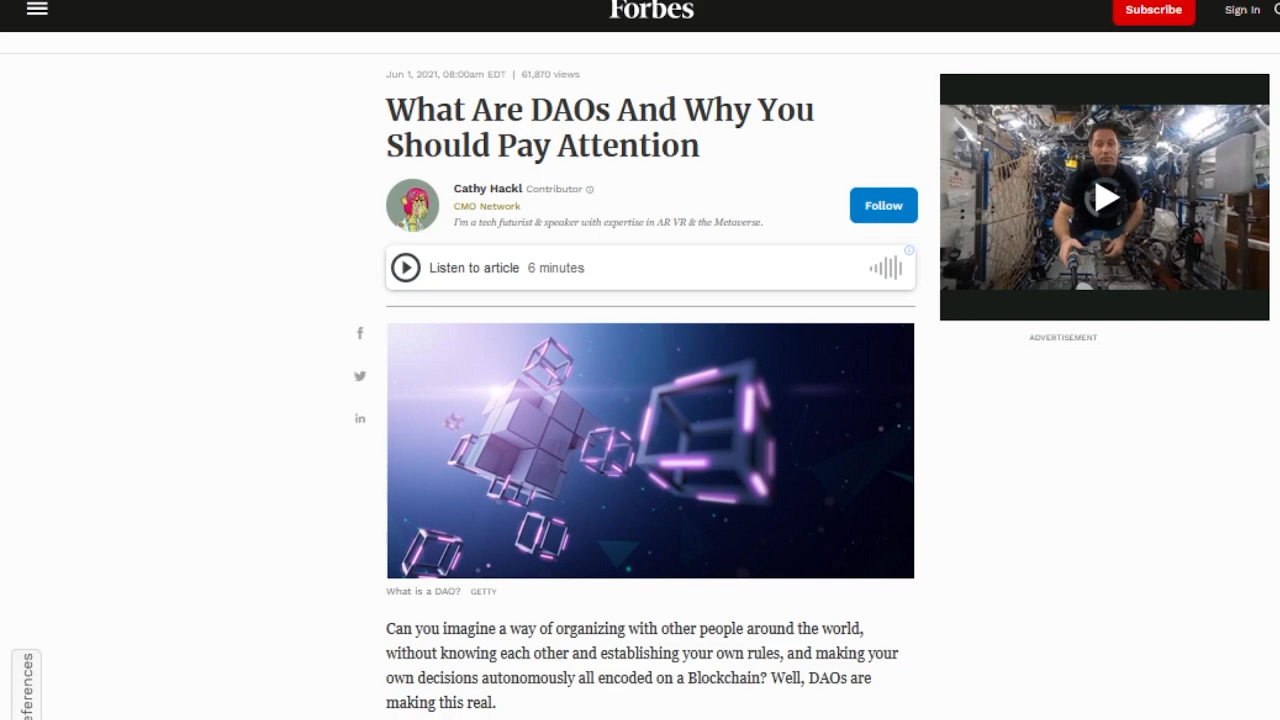 Forbes
Subscribe
Sign In
Jun 1, 2021, 08:00am EDT | 61,870 views
What Are DAOs And Why You
Should Pay Attention
Cathy Hackl Contributor
CMO Network
I'm a tech futurist & speaker with expertise in AR VR & the Metaverse.
Follow
Listen to article 6 minutes
ADVERTISEMENT
What is a DAO? GETTY
Can you imagine a way of organizing with other people around the world,
without knowing each other and establishing your own rules, and making your
own decisions autonomously all encoded on a Blockchain? Well, DAOs are
making this real.
eferences